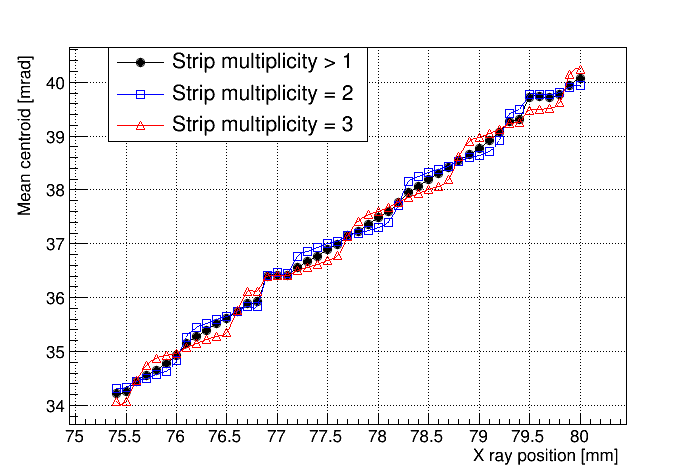 Strip multiplicity > 1
Strip multiplicity = 2
Strip multiplicity = 3
Mean centroid [mrad]
40
39
38
37
36
35
34
75 75.5 76 76.5 77 77.5 78 78.5 79 79.5 80
X ray position [mm]